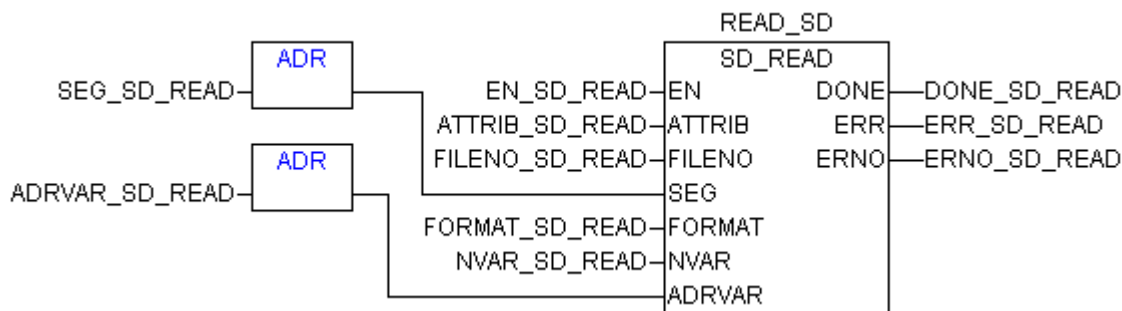 READ_SD
ADR
SD_READ
SEG_SD_READ
EN_SD_READ EN DONE DONE_SD_READ
ATTRIB_SD_READ ATTRIB ERR ERR_SD_READ
ADR
FILENO_SD_READ FILENO ERNO ERNO_SD_READ
ADRVAR_SD_READ
SEG
FORMAT_SD_READ FORMAT
NVAR_SD_READ NVAR
ADRVAR